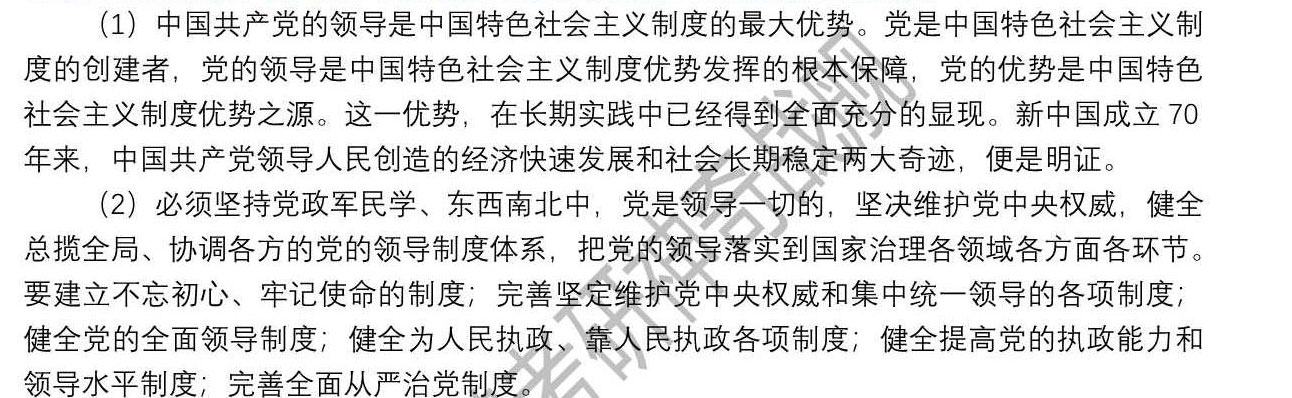 (1)中国共产党的领导是中国特色社会主义制度的最大优势。党是中国特色社会主义制
度的创建者，党的领导是中国特色社会主义制度优势发挥的根本保障，党的优势是中国特色
社会主义制度优势之源。这一优势，在长期实践中已经得到全面充分的显现。新中国成立 70
年来，中国共产党领导人民创造的经济快速发展和社会长期稳定两大奇迹，便是明证。
(2)必须坚持党政军民学、东西南北中，党是领导一切的，坚决维护党中央权威，健全
总揽全局、协调各方的党的领导制度体系，把党的领导落实到国家治理各领域各方面各环节。
要建立不忘初心、牢记使命的制度；完善坚定维护党中央权威和集中统一领导的各项制度；
健全党的全面领导制度；健全为人民执政、靠人民执政各项制度；健全提高党的执政能力和
领导水平制度；完善全面从严治党制度。
考研神奇战舰